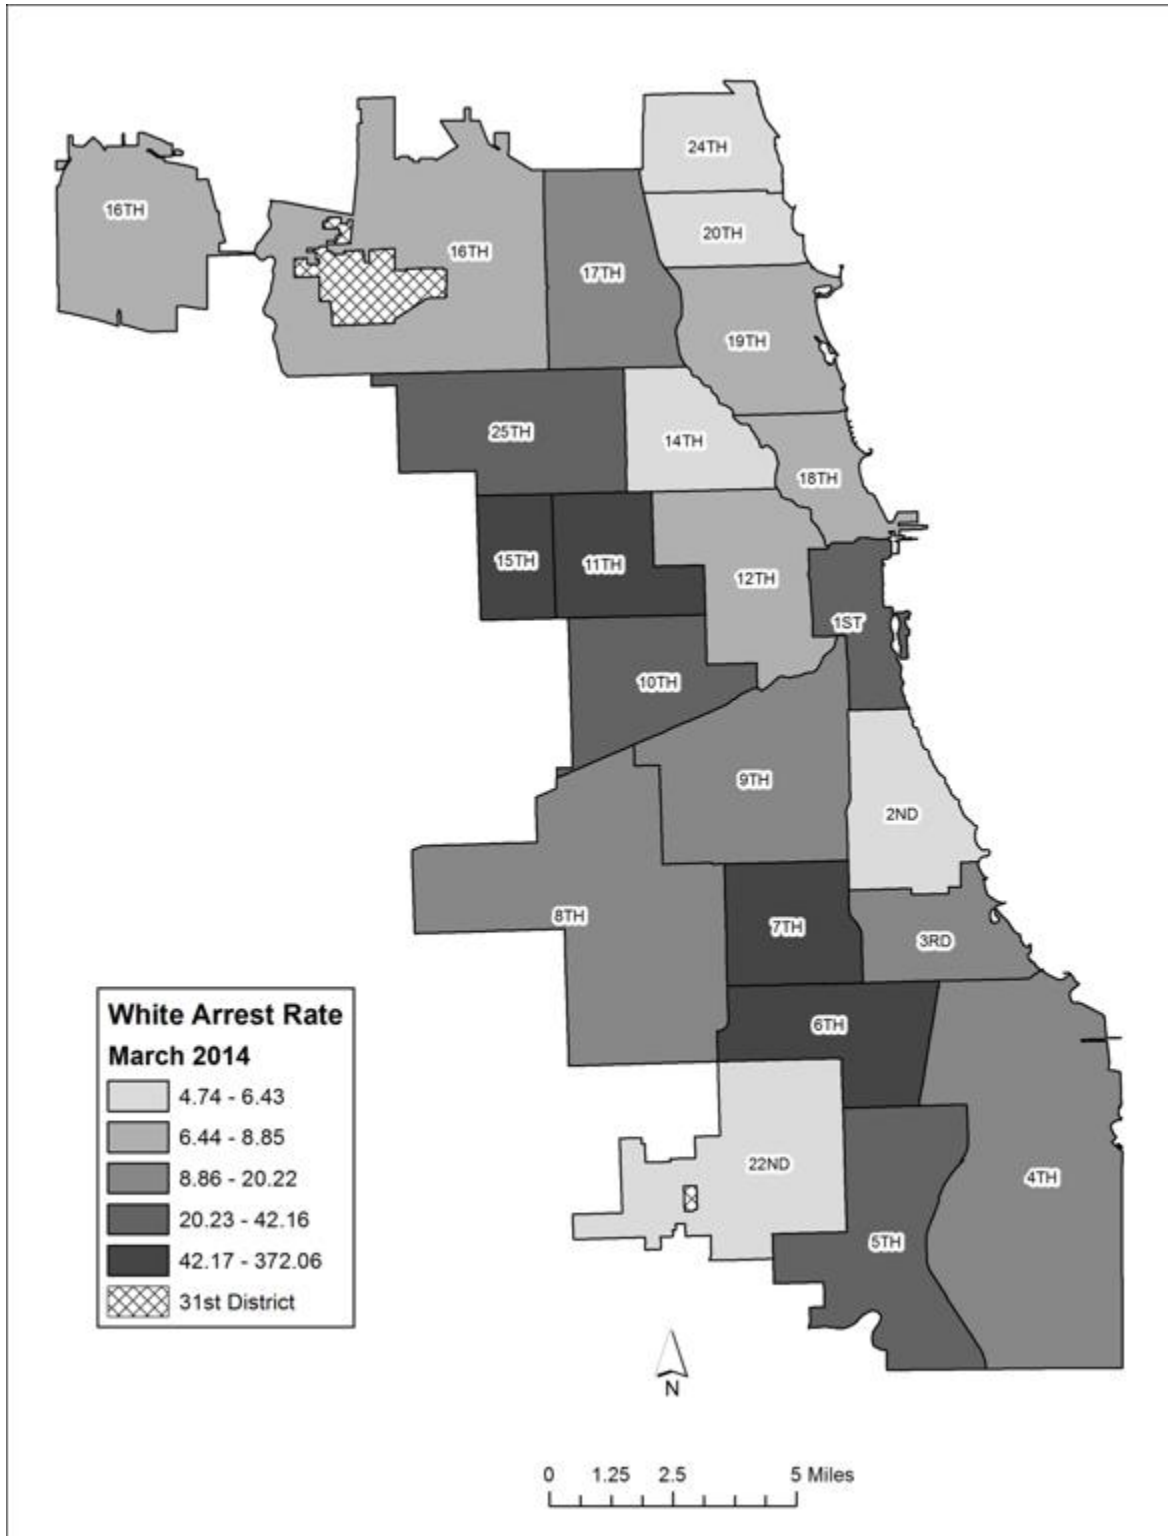 24TH
16TH
20TH
16TH
17TH
19TH
25TH
14TH
18TH
15TH
11TH
12TH
1ST
10TH
9TH
2ND
8TH
7TH
3RD
6TH
22ND
4TH
5TH
White Arrest Rate
March 2014
4.74 - 6.43
6.44 - 8.85
8.86 - 20.22
20.23 - 42.16
42.17 - 372.06
31st District
N
0 1.25 2.5 5 Miles